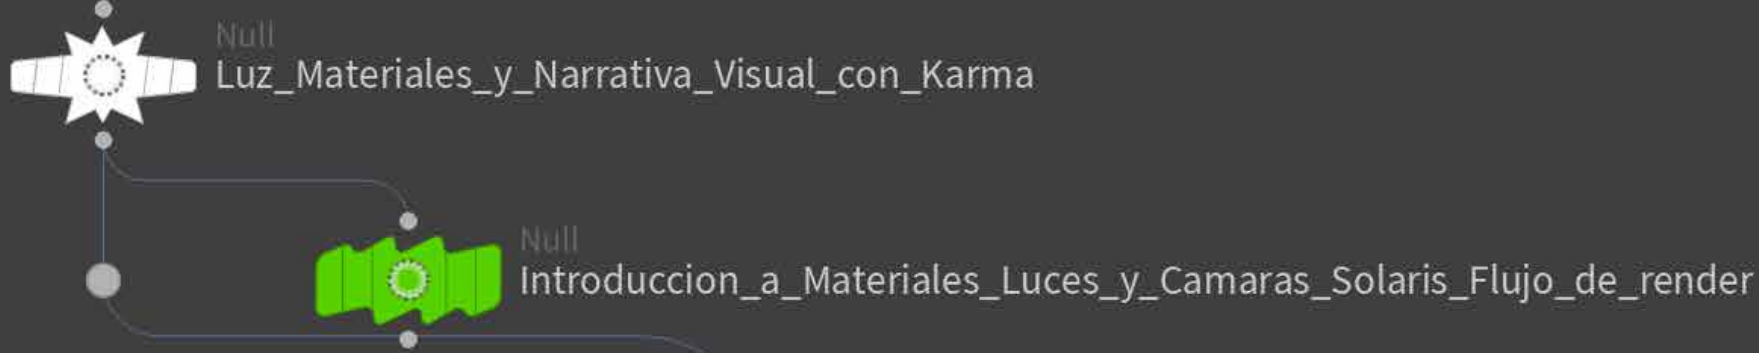 Null
Luz_Materiales_y_Narrativa_Visual_con_Karma
Null
Introduccion_a_Materiales_Luces_y_Camaras_Solaris_Flujo_de_render